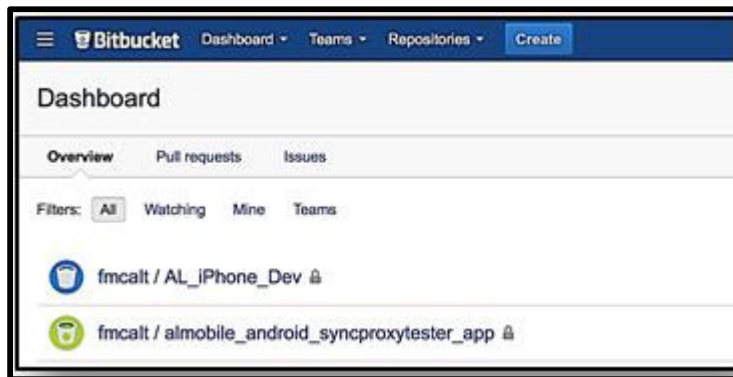 Bitbucket Dashboard Teams Repositories Create
Dashboard
Overview Pull requests Issues
Filters: All Watching Mine Teams
fmcalt / AL_iPhone_Dev
fmcalt / almobile_android_syncproxytester_app